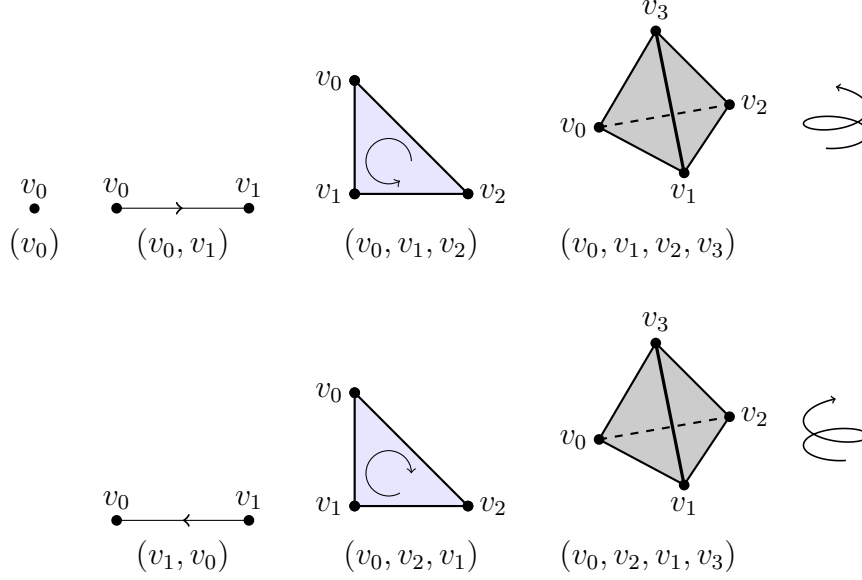 v₃
v₀
v₂
v₀
v₁
v₀ v₀ v₁ v₁ v₂
(v₀) (v₀, v₁) (v₀, v₁, v₂) (v₀, v₁, v₂, v₃)
v₃
v₀
v₂
v₀
v₁
v₀ v₁ v₁ v₂
(v₁, v₀) (v₀, v₂, v₁) (v₀, v₂, v₁, v₃)